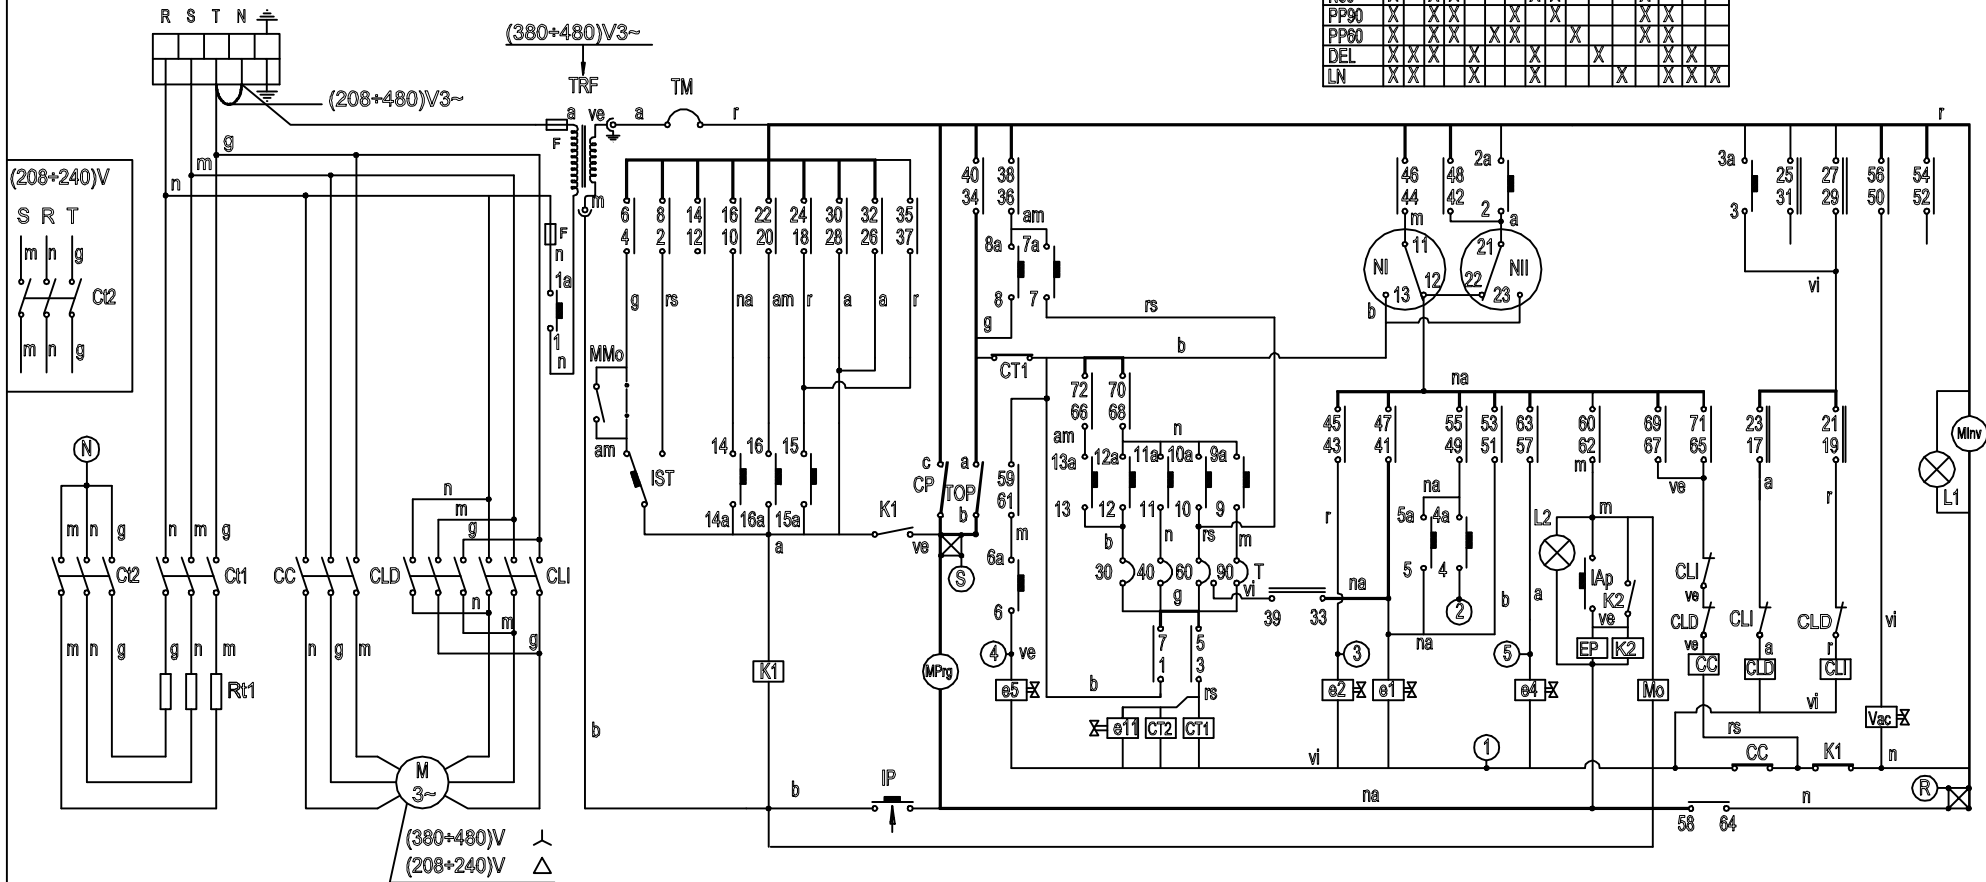 R S T N
(380÷480)V3~
TRF
TM
(208÷480)V3~
a ve a r r
F
g
m
n
m
F
n
1a
1
n
PP90 X X X X X X X
PP60 X X X X X X X X
DEL X X X X X X X X
LN X X X X X X X X
(208÷240)V
S R T
m n g
Ct2
m n g
6 8 14 16 22 24 30 32 35
4 2 12 10 20 18 28 26 37
g rs na am r a a r
MMo
am
IST
14 16 15
14a 16a 15a
a
K1
ve
40 38
34 36
am
8a 7a
8 7
g
rs
b
CT1
c a
CP TOP
b
S
59
61
m
6a
6
4 ve
e5
72 70
66 68
am n
13a 12a 11a 10a 9a
13 12 11 10 9
b n rs m
30 40 60 90 T
g vi
39 33
na
7 5
1 3
b rs
e11 CT2 CT1
46 48 2a
44 42 2
m a
11 21
NI 12 22 NII
13 23
b
na
3a 25 27 56 54
3 31 29 50 52
vi
45 47 55 53 63 60 69 71 23 21
43 41 49 51 57 62 67 65 17 19
m
na ve a r
r
5a 4a
5 4
2
na
b a
L2
m
IAp
K2
ve
EP K2
Mo
3 5
e2 e1 e4
CLI
ve
CLD CLI CLD
ve a r
CC CLD CLI
vi
rs
CC K1
vi
Vac
n
MInv
L1
N
m n g n m g
Ct2 Ct1
m n g g n m
Rt1
n
m
g
CC CLD CLI
n
m
g
n g m
M
3~
(380÷480)V
(208÷240)V
K1
b
b
MPrg
IP
vi
1
na
58 64
n
R